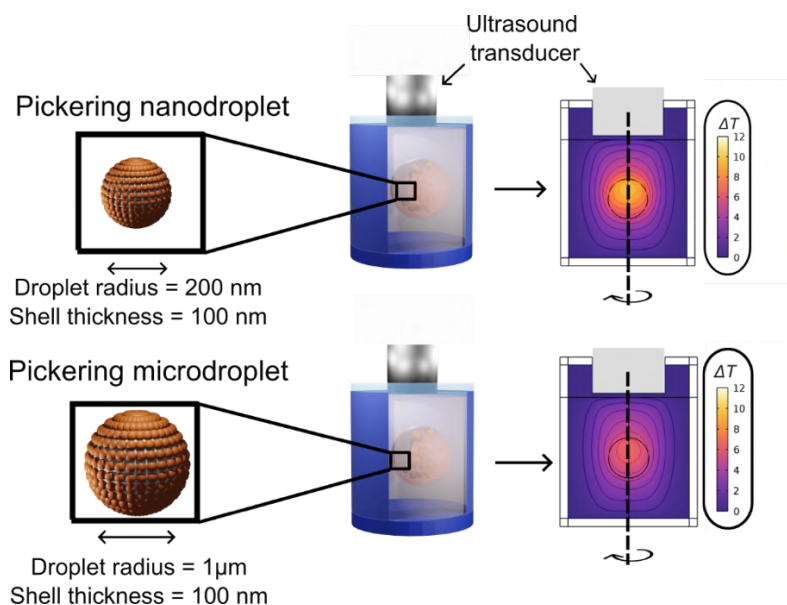 Ultrasound
transducer
Pickering nanodroplet
ΔT
12
10
8
6
4
2
0
Droplet radius = 200 nm
Shell thickness = 100 nm
Pickering microdroplet
ΔT
12
10
8
6
4
2
0
Droplet radius = 1μm
Shell thickness = 100 nm